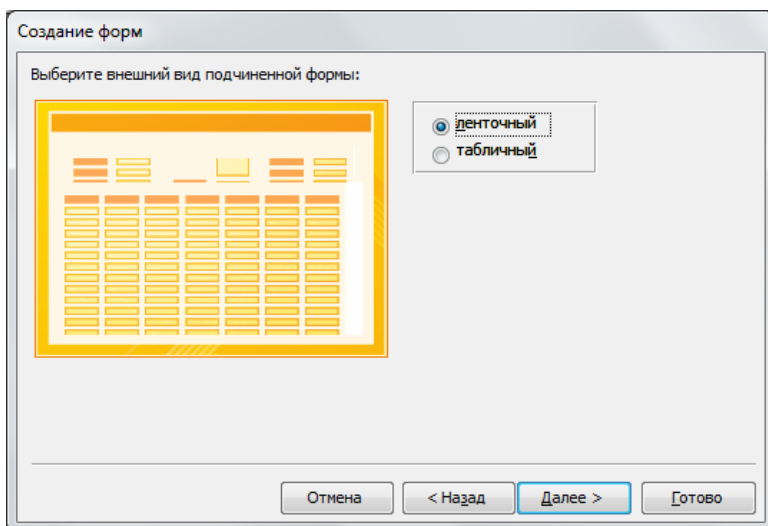 Создание форм
Выберите внешний вид подчиненной формы:
ленточный
табличный
Отмена
< Назад
Далее >
Готово